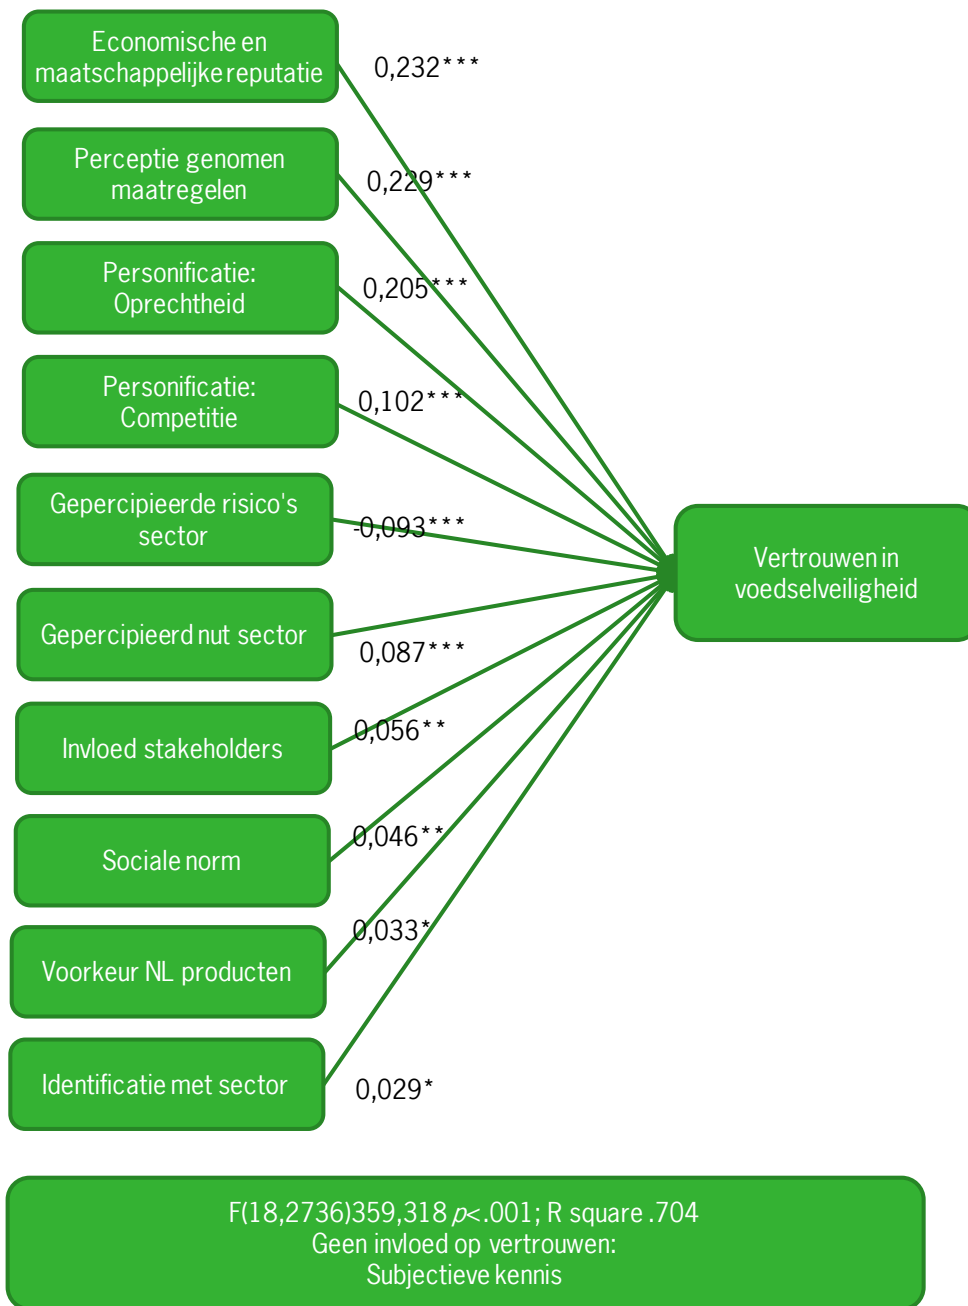 Economische en
maatschappelijke reputatie
0,232***
Perceptie genomen
maatregelen
0,229***
Personificatie:
Oprechtheid
0,205***
Personificatie:
Competitie
0,102***
Gepercipieerde risico's
sector
-0,093***
Vertrouwen in
voedselveiligheid
Gepercipieerd nut sector
0,087***
Invloed stakeholders
0,056**
Sociale norm
0,046**
Voorkeur NL producten
0,033*
Identificatie met sector
0,029*
F(18,2736)359,318 p<.001; R square .704
Geen invloed op vertrouwen:
Subjectieve kennis